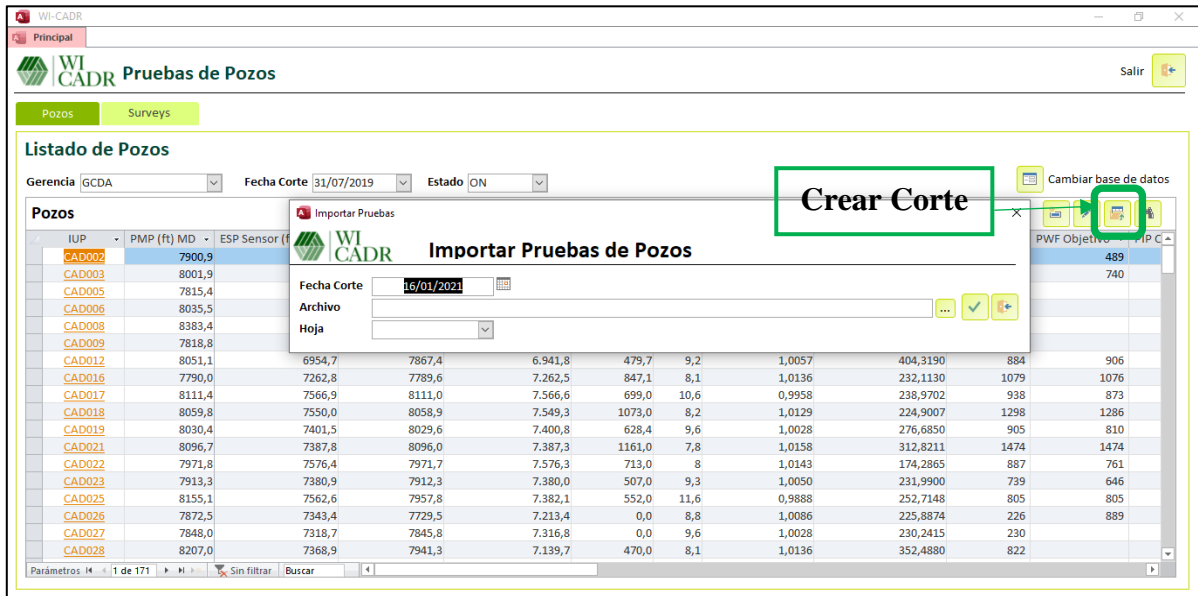 WI-CADR
Principal
WI CADR Pruebas de Pozos Salir
Pozos Surveys
Listado de Pozos
Gerencia GCDA Fecha Corte 31/07/2019 Estado ON Cambiar base de datos
Crear Corte
Pozos
Importar Pruebas
WI CADR Importar Pruebas de Pozos
Fecha Corte 16/01/2021
Archivo ...
Hoja
IUP PMP (ft) MD ESP Sensor (f PWF Objetivo PIP C
CAD002 7900,9 489
CAD003 8001,9 740
CAD005 7815,4
CAD006 8035,5
CAD008 8383,4
CAD009 7818,8
CAD012 8051,1 6954,7 7867,4 6.941,8 479,7 9,2 1,0057 404,3190 884 906
CAD016 7790,0 7262,8 7789,6 7.262,5 847,1 8,1 1,0136 232,1130 1079 1076
CAD017 8111,4 7566,9 8111,0 7.566,6 699,0 10,6 0,9958 238,9702 938 873
CAD018 8059,8 7550,0 8058,9 7.549,3 1073,0 8,2 1,0129 224,9007 1298 1286
CAD019 8030,4 7401,5 8029,6 7.400,8 628,4 9,6 1,0028 276,6850 905 810
CAD021 8096,7 7387,8 8096,0 7.387,3 1161,0 7,8 1,0158 312,8211 1474 1474
CAD022 7971,8 7576,4 7971,7 7.576,3 713,0 8 1,0143 174,2865 887 761
CAD023 7913,3 7380,9 7912,3 7.380,0 507,0 9,3 1,0050 231,9900 739 646
CAD025 8155,1 7562,6 7957,8 7.382,1 552,0 11,6 0,9888 252,7148 805 805
CAD026 7872,5 7343,4 7729,5 7.213,4 0,0 8,8 1,0086 225,8874 226 889
CAD027 7848,0 7318,7 7845,8 7.316,8 0,0 9,6 1,0028 230,2415 230
CAD028 8207,0 7368,9 7941,3 7.139,7 470,0 8,1 1,0136 352,4880 822
Parámetros 1 de 171 Sin filtrar Buscar